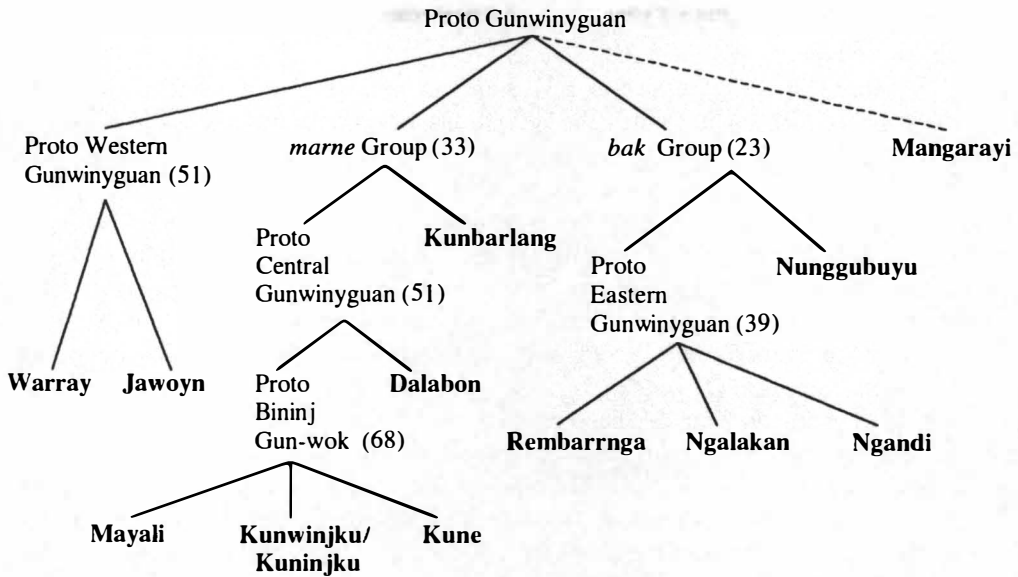 Proto Gunwinyguan
Proto Western
Gunwinyguan (51)
marne Group (33)
bak Group (23)
Mangarayi
Proto
Central
Gunwinyguan (51)
Kunbarlang
Proto
Eastern
Gunwinyguan (39)
Nunggubuyu
Warray
Jawoyn
Proto
Bininj
Gun-wok (68)
Dalabon
Rembarrnga
Ngalakan
Ngandi
Mayali
Kunwinjku/
Kuninjku
Kune